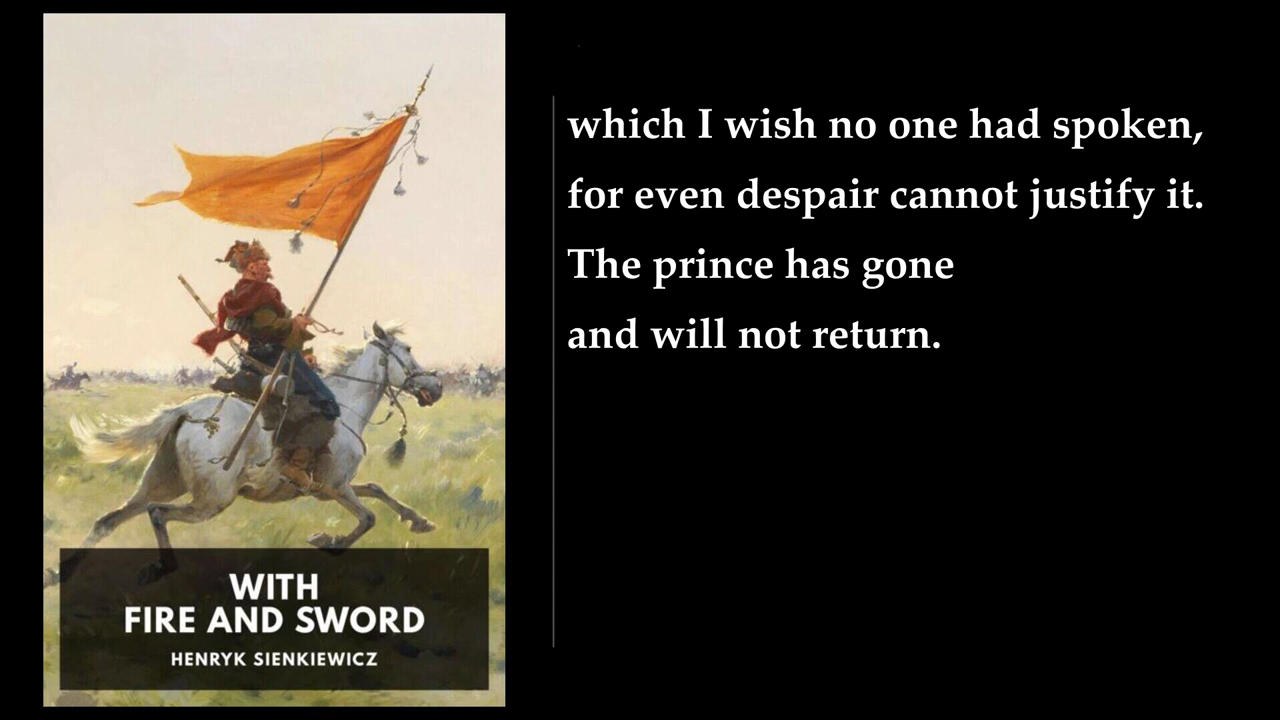 WITH
FIRE AND SWORD
HENRYK SIENKIEWICZ
which I wish no one had spoken,
for even despair cannot justify it.
The prince has gone
and will not return.